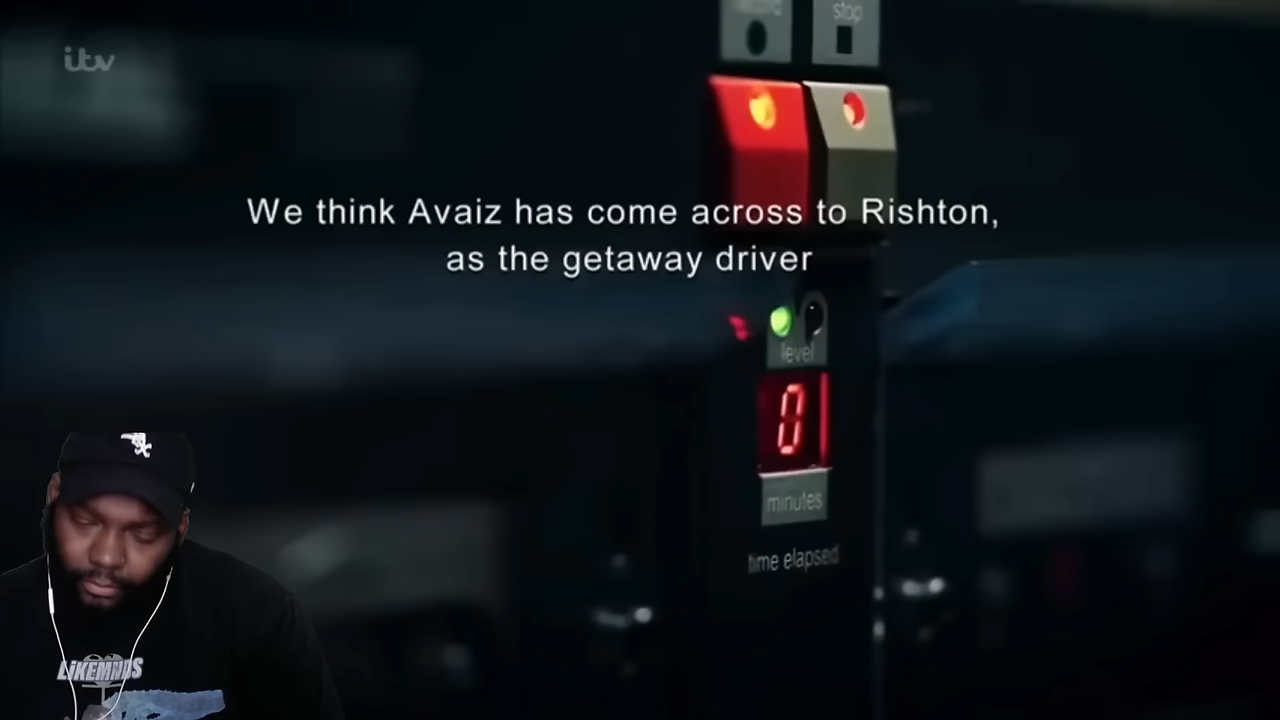 stop
itv
We think Avaiz has come across to Rishton,
as the getaway driver
level
0
minutes
time elapsed
LiKEMNDS